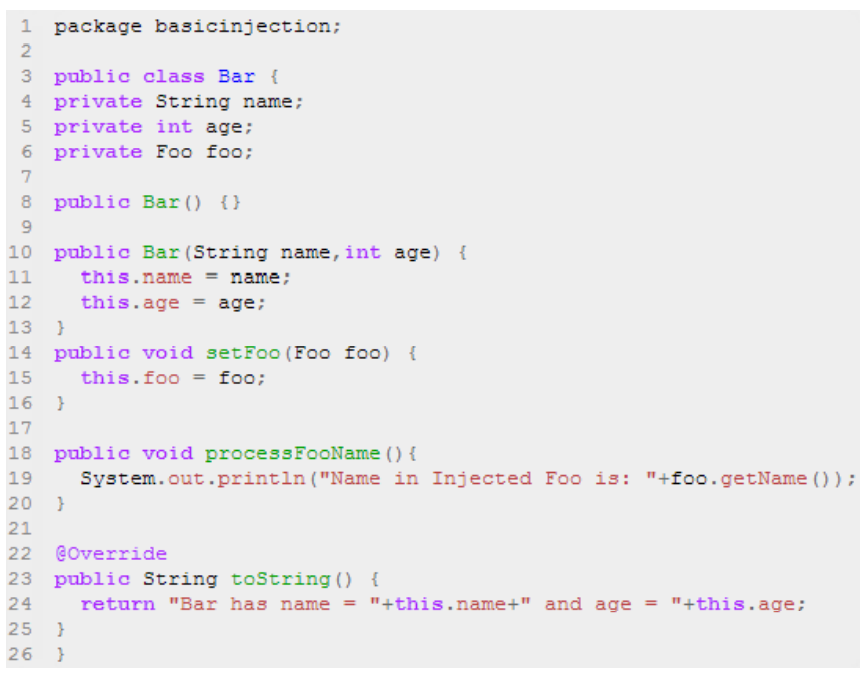 1 package basicinjection;
2
3 public class Bar {
4 private String name;
5 private int age;
6 private Foo foo;
7
8 public Bar() {}
9
10 public Bar(String name,int age) {
11 this.name = name;
12 this.age = age;
13 }
14 public void setFoo(Foo foo) {
15 this.foo = foo;
16 }
17
18 public void processFooName(){
19 System.out.println("Name in Injected Foo is: "+foo.getName());
20 }
21
22 @Override
23 public String toString() {
24 return "Bar has name = "+this.name+" and age = "+this.age;
25 }
26 }